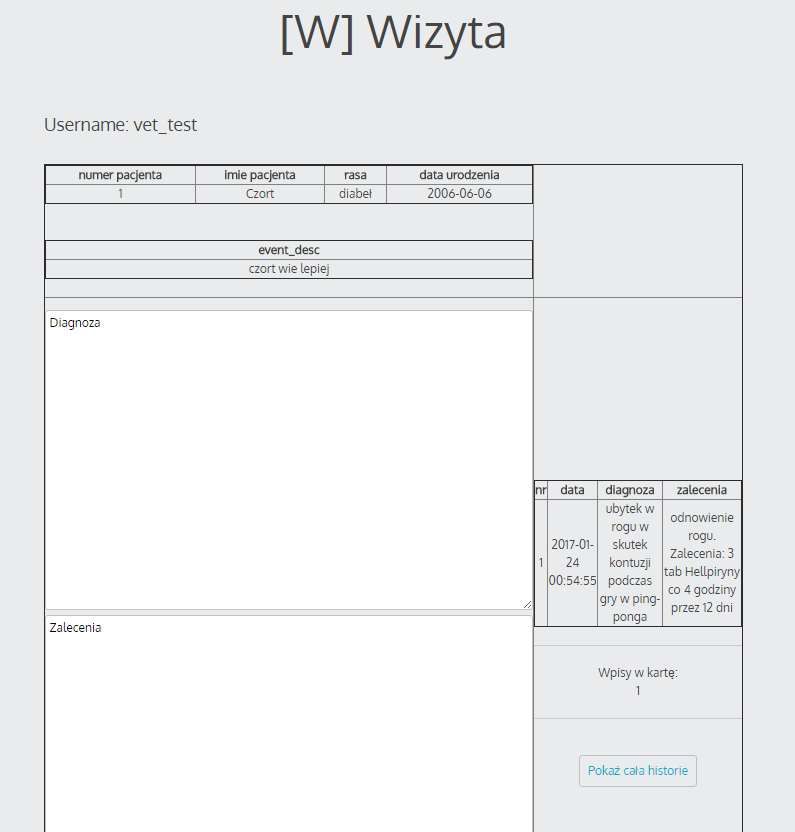 [W] Wizyta
Username: vet_test
numer pacjenta imie pacjenta rasa data urodzenia
1 Czort diabeł 2006-06-06
event_desc
czort wie lepiej
Diagnoza
Zalecenia
nr data diagnoza zalecenia
1
2017-01-
24
00:54:55
ubytek w
rogu w
skutek
kontuzji
podczas
gry w ping-
ponga
odnowienie
rogu.
Zalecenia: 3
tab Hellpiryny
co 4 godziny
przez 12 dni
Wpisy w kartę:
1
Pokaż cała historie